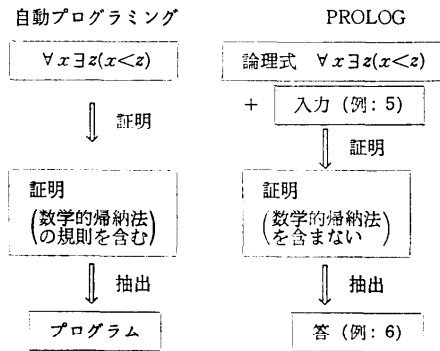 自動プログラミング
PROLOG
∀x∃z(x<z)
論理式 ∀x∃z(x<z)
+ 入力 (例: 5)
証明
証明
証明
(数学的帰納法
の規則を含む)
証明
(数学的帰納法
を含まない)
抽出
抽出
プログラム
答 (例: 6)